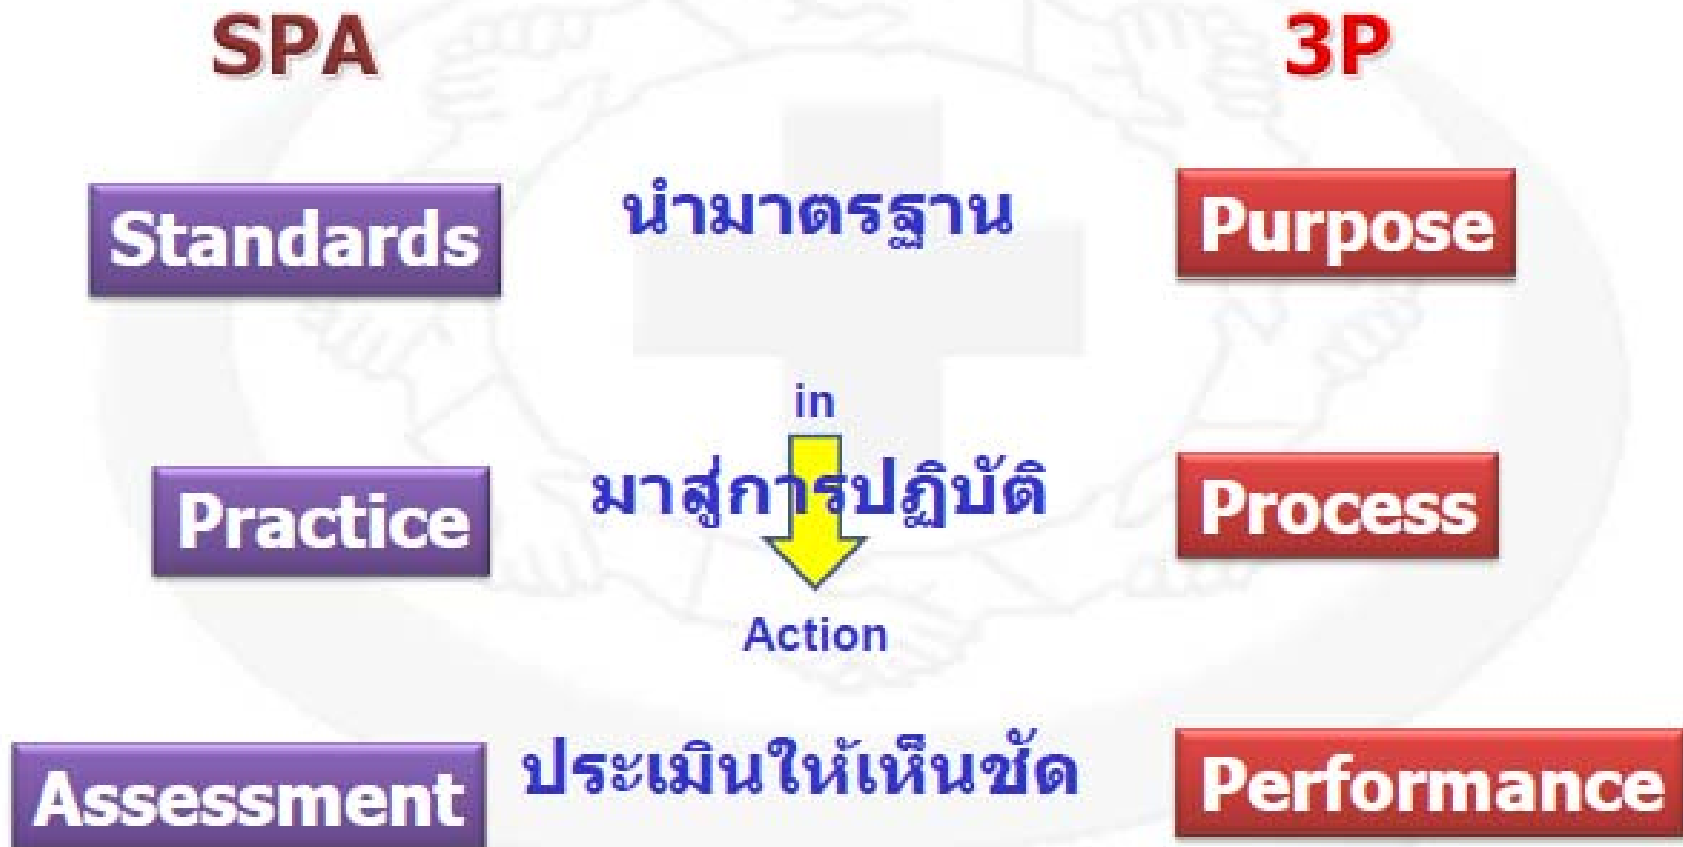 SPA 3P
Standards นำมาตรฐาน Purpose
in
Practice มาสู่การปฏิบัติ Process
Action
Assessment ประเมินให้เห็นชัด Performance